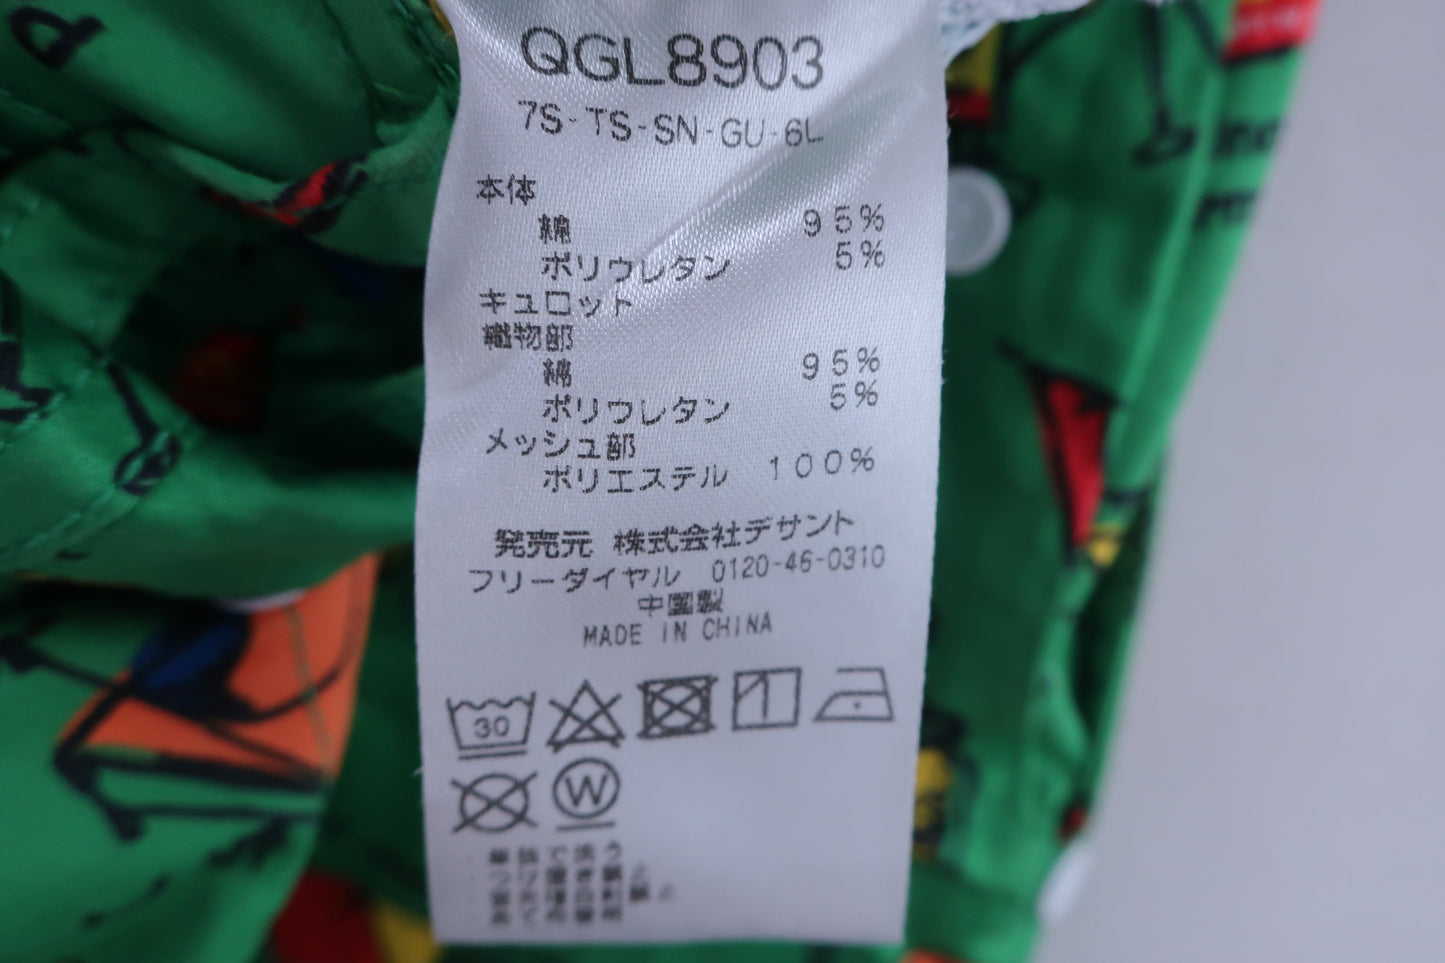 QGL8903
7S-TS-SN-GU-6L
本体
綿 95%
ポリウレタン 5%
キュロット
織物部
綿 95%
ポリウレタン 5%
メッシュ部
ポリエステル 100%
発売元 株式会社デサント
フリーダイヤル 0120-46-0310
中国製
MADE IN CHINA
30
W